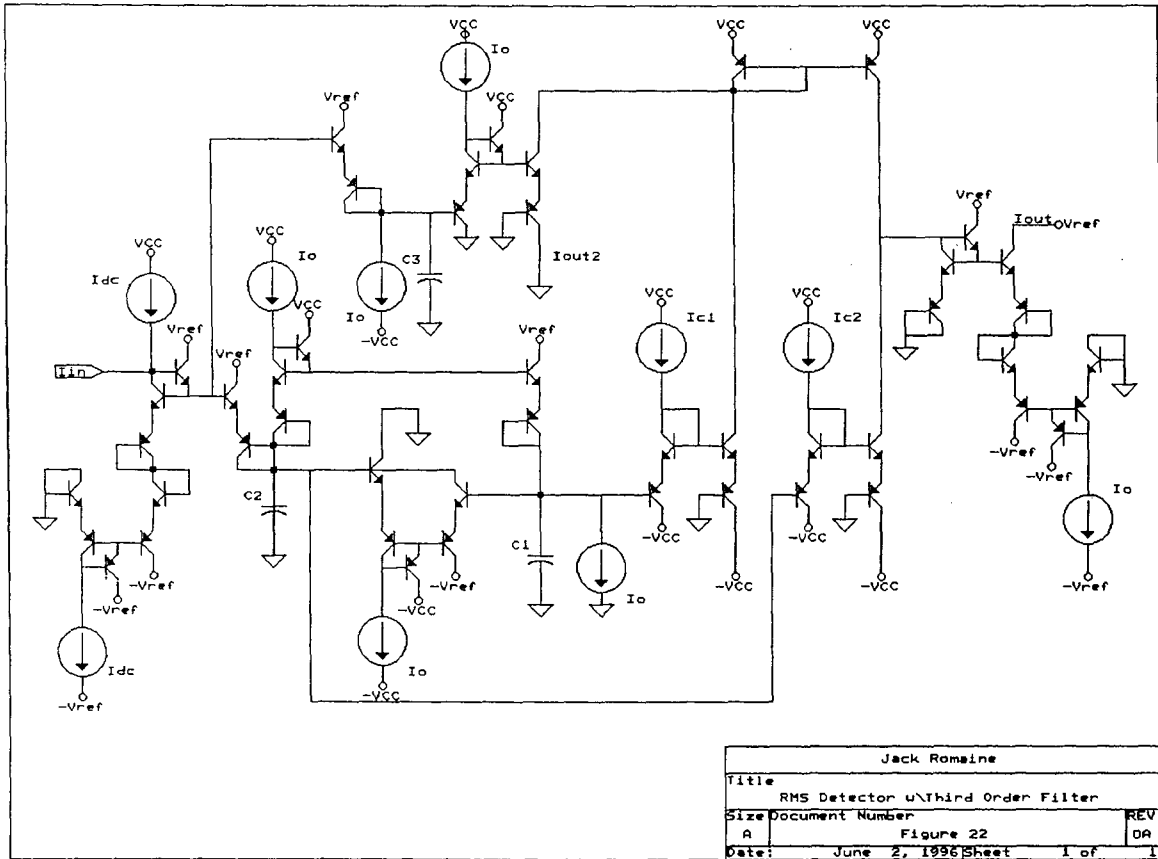 VCC
Io
VCC
VCC
Vref
VCC
C3
Io
-VCC
Iout2
VCC
Idc
VCC
Io
VCC
Iin
Vref
Vref
Vref
C2
-Vref
-Vref
Idc
-Vref
-Vref
-VCC
Io
-VCC
C1
Io
VCC
Ic1
-VCC
-VCC
VCC
Ic2
-VCC
-VCC
Vref
Iout
Vref
-Vref
-Vref
Io
-Vref
Jack Romaine
Title
RMS Detector w\Third Order Filter
Size Document Number REV
A Figure 22 0A
Date: June 2, 1996 Sheet 1 of 1